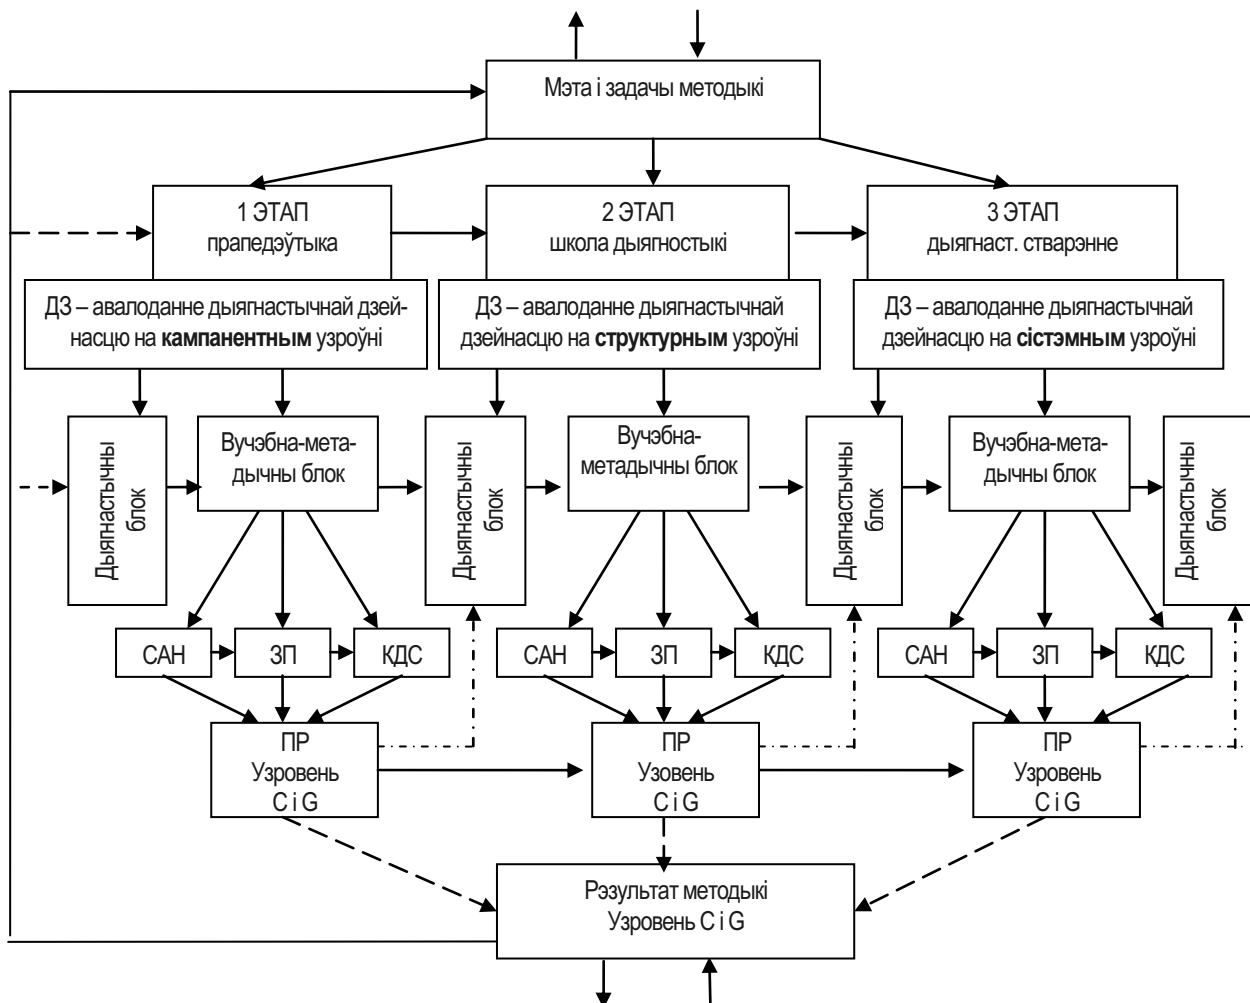 Мэта і задачы методыкі
1 ЭТАП
прапедэўтыка
2 ЭТАП
школа дыягностыкі
3 ЭТАП
дыягнаст. стварэнне
ДЗ – авалоданне дыягнастычнай дзей-
насцю на кампанентным узроўні
ДЗ – авалоданне дыягнастычнай
дзейнасцю на структурным узроўні
ДЗ – авалоданне дыягнастычнай
дзейнасцю на сістэмным узроўні
Дыягнастычны
блок
Вучэбна-мета-
дычны блок
Дыягнастычны
блок
Вучэбна-
метадычны блок
Дыягнастычны
блок
Вучэбна-мета-
дычны блок
Дыягнастычны
блок
САН
ЗП
КДС
САН
ЗП
КДС
САН
ЗП
КДС
ПР
Узровень
C i G
ПР
Узовень
C i G
ПР
Узровень
C i G
Рэзультат методыкі
Узровень C i G